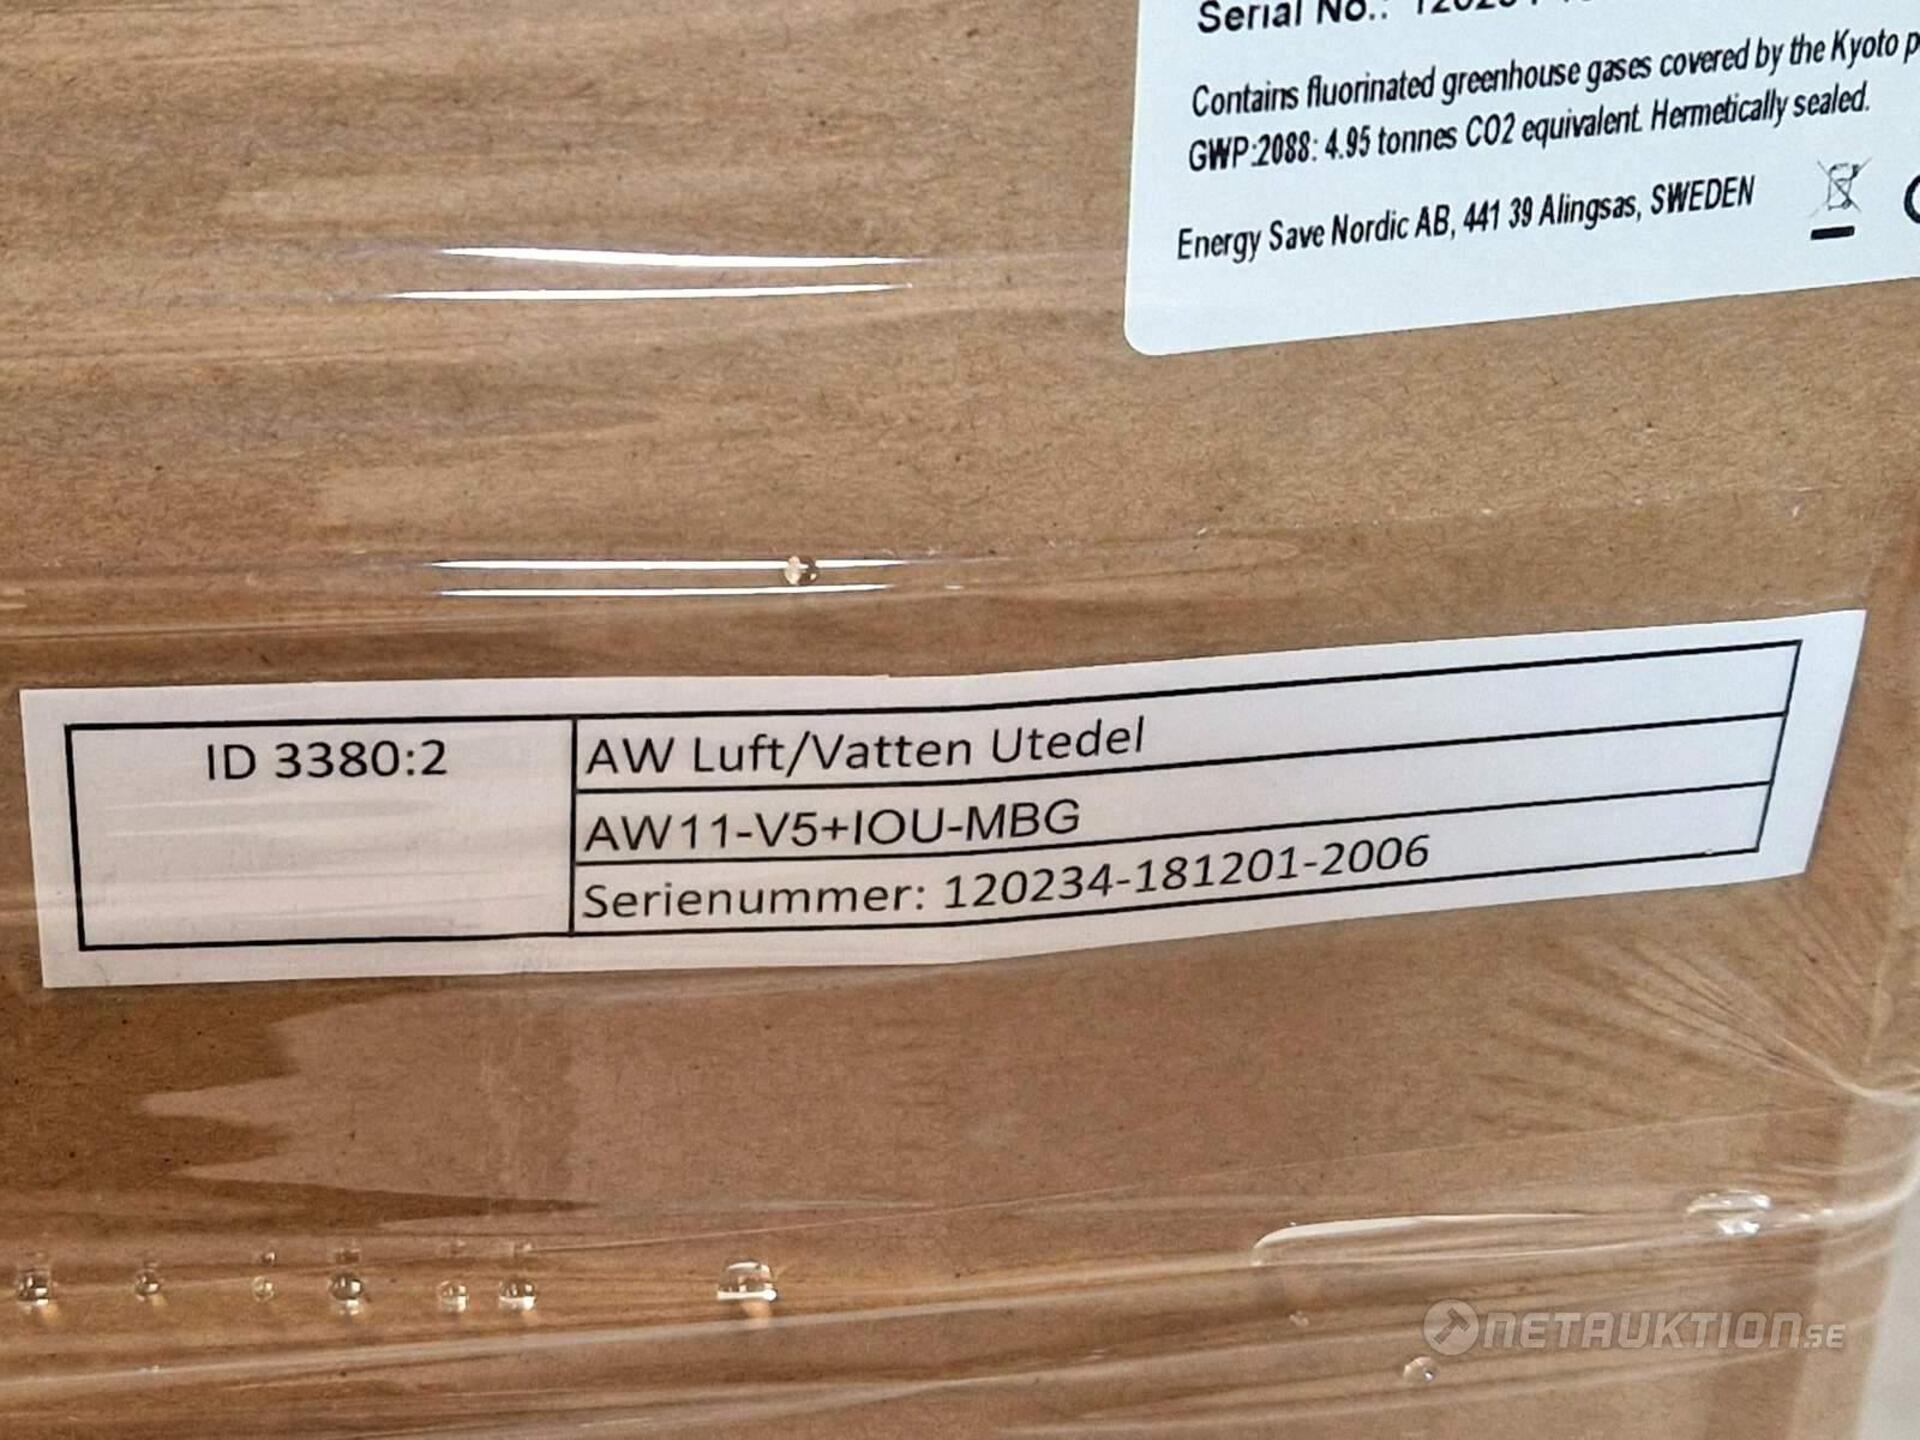 Serial No.:
Contains fluorinated greenhouse gases covered by the Kyoto
GWP:2088: 4.95 tonnes CO2 equivalent. Hermetically sealed.
Energy Save Nordic AB, 441 39 Alingsas, SWEDEN
ID 3380:2
AW Luft/Vatten Utedel
AW11-V5+IOU-MBG
Serienummer: 120234-181201-2006
NETAUKTION.SE